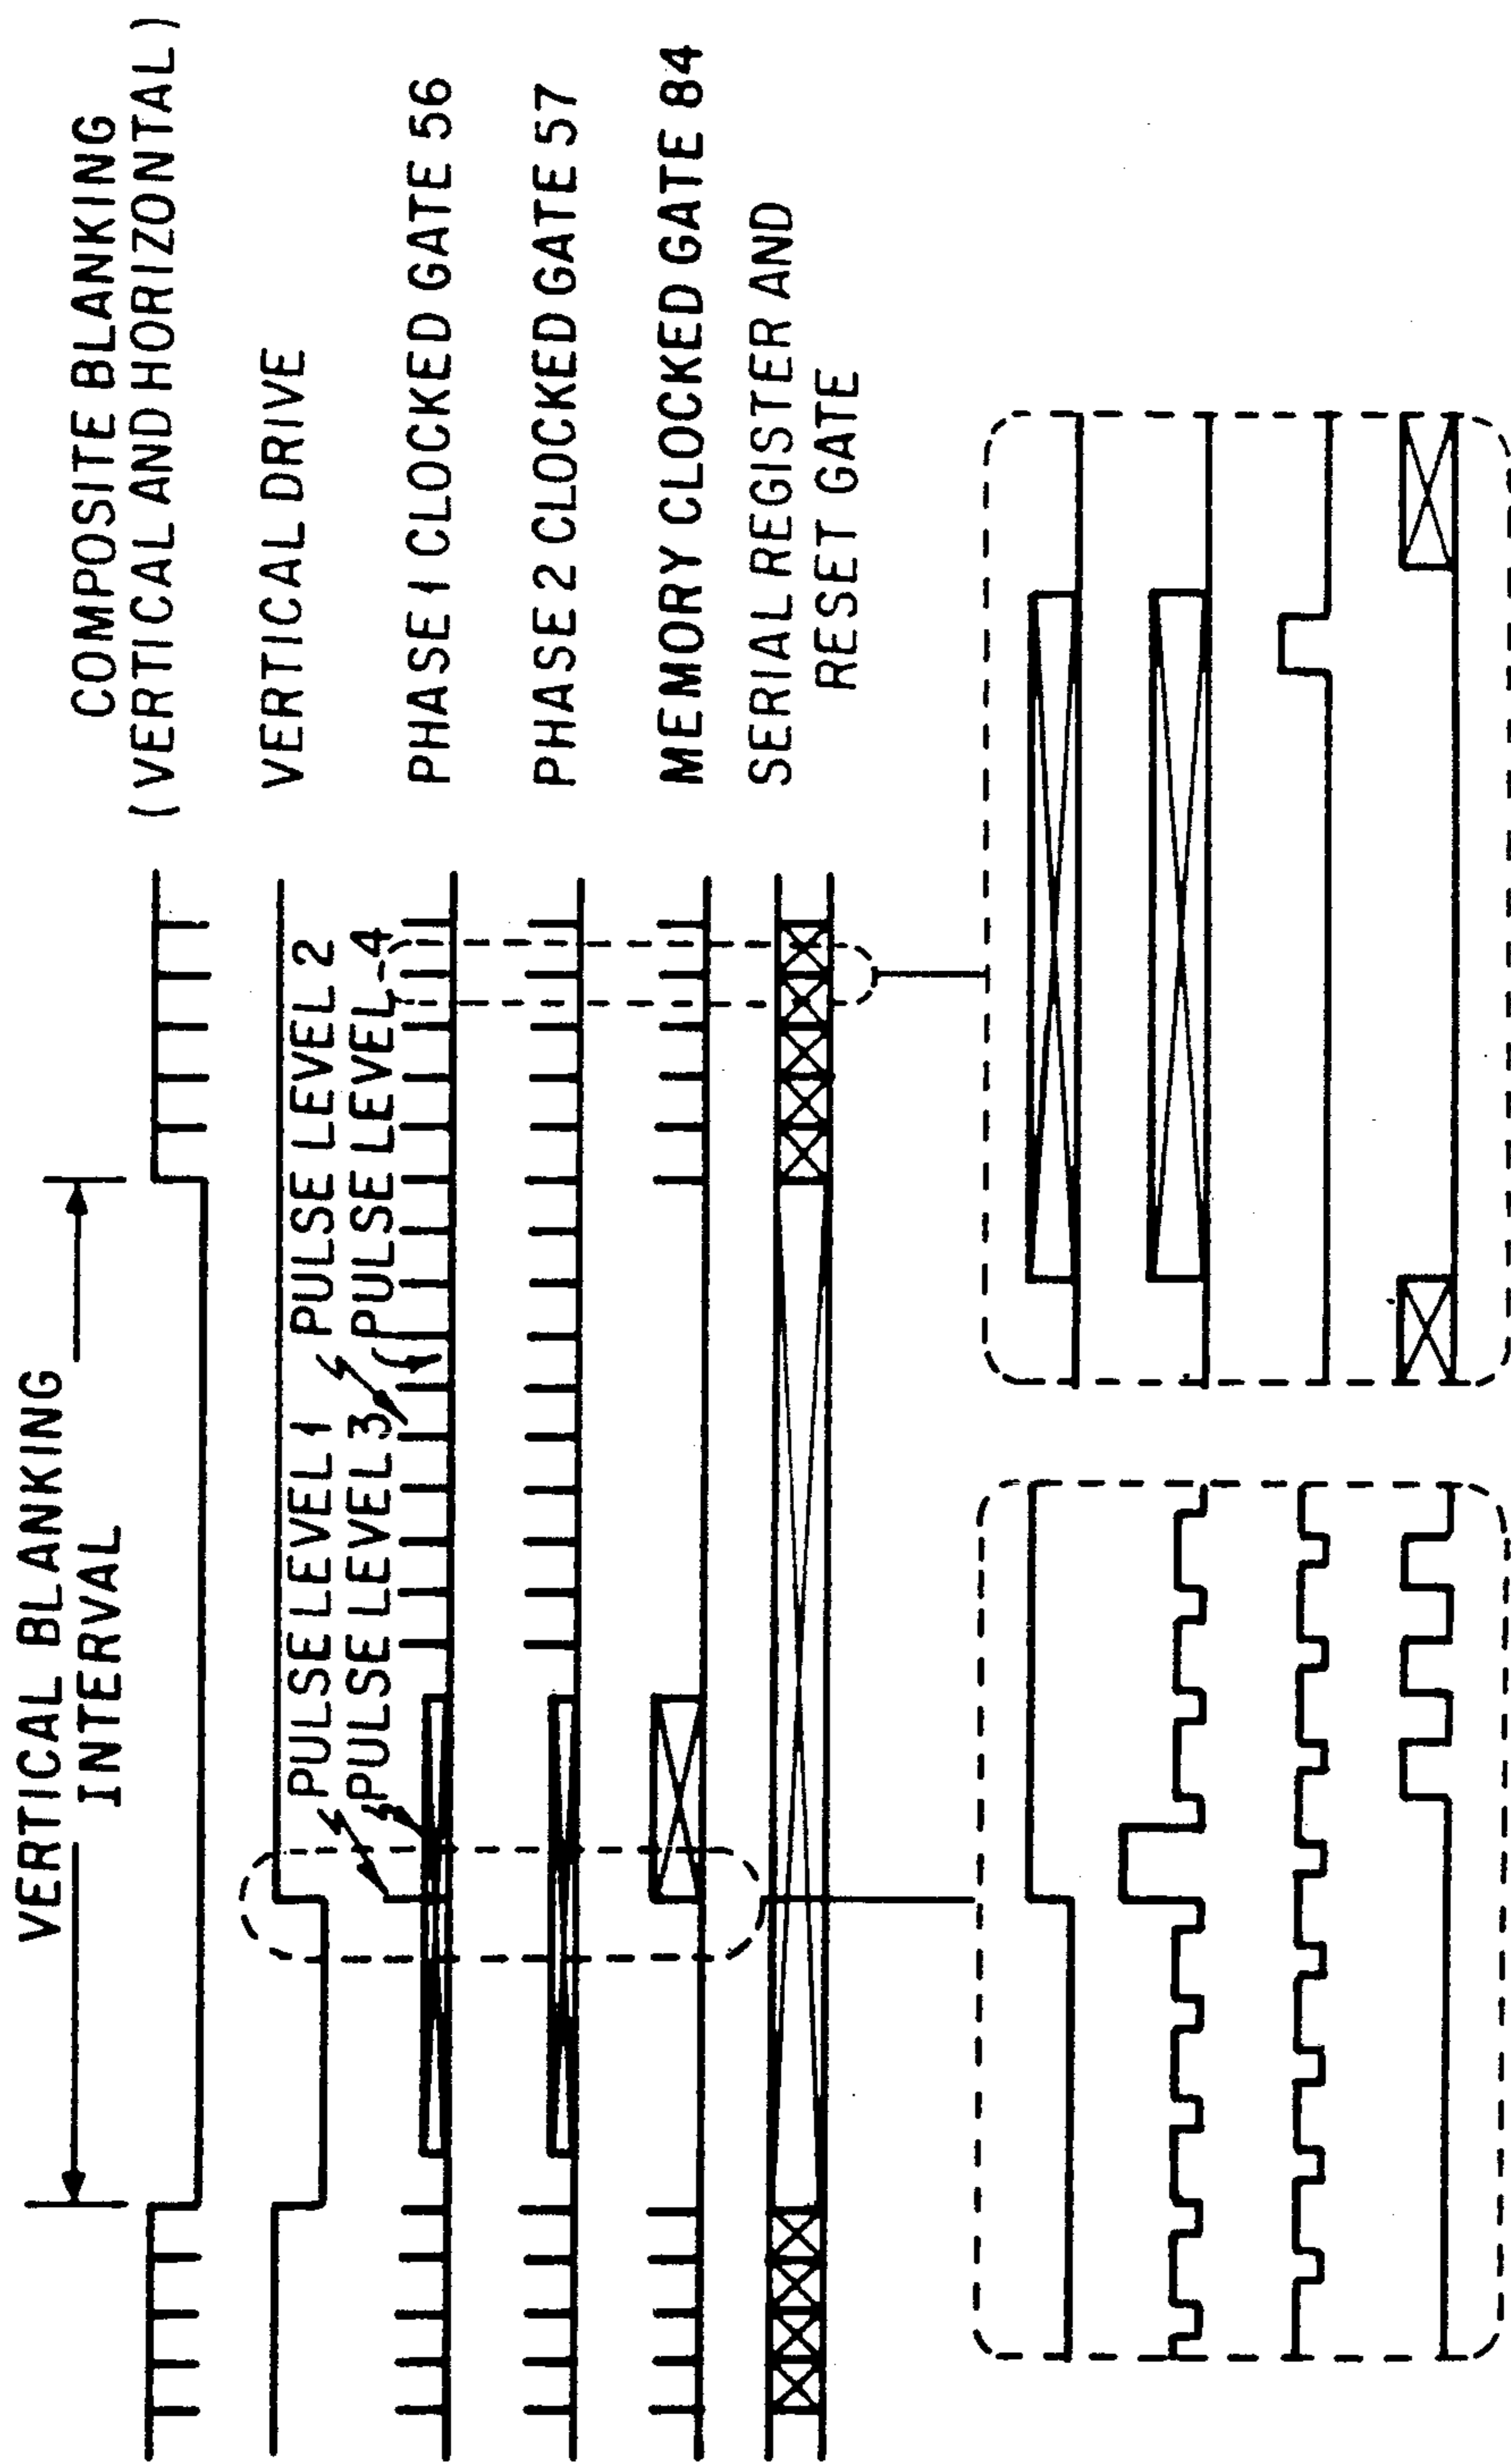 VERTICAL BLANKING
INTERVAL
COMPOSITE BLANKING
(VERTICAL AND HORIZONTAL)
VERTICAL DRIVE
PULSE LEVEL 1
PULSE LEVEL 2
PULSE LEVEL 3
PULSE LEVEL 4
PHASE 1 CLOCKED GATE 56
PHASE 2 CLOCKED GATE 57
MEMORY CLOCKED GATE 84
SERIAL REGISTER AND
RESET GATE